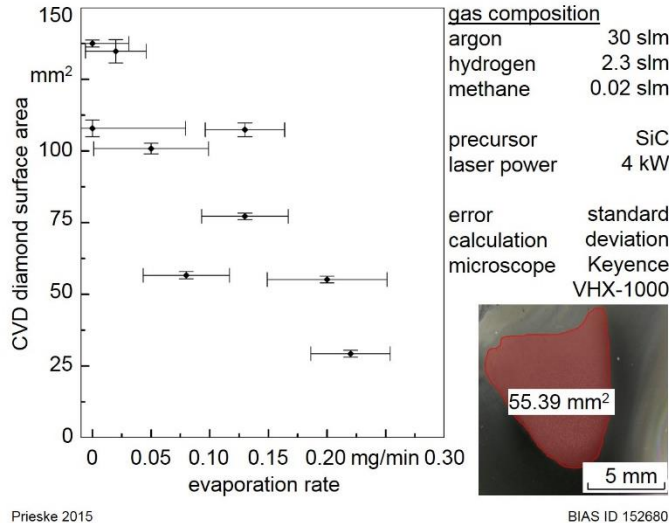 150
mm²
100
75
50
25
0
CVD diamond surface area
0 0.05 0.10 0.15 0.20 mg/min 0.30
evaporation rate
gas composition
argon 30 slm
hydrogen 2.3 slm
methane 0.02 slm
precursor SiC
laser power 4 kW
error standard
calculation deviation
microscope Keyence
VHX-1000
55.39 mm²
5 mm
Prieske 2015
BIAS ID 152680